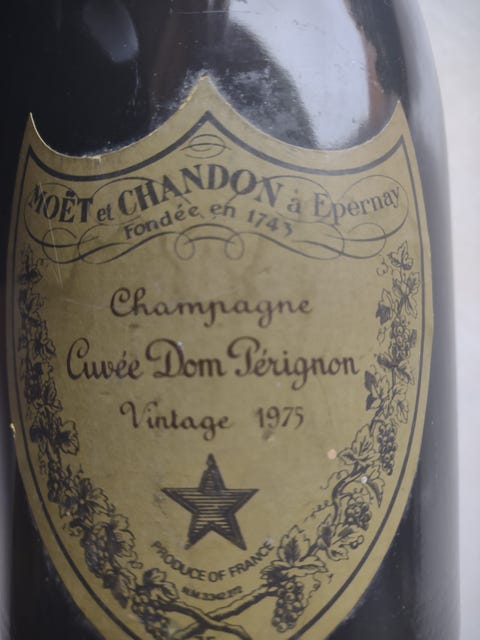 MOËT et CHANDON à Epernay
Fondée en 1743
Champagne
Cuvée Dom Pérignon
Vintage 1975
PRODUCE OF FRANCE